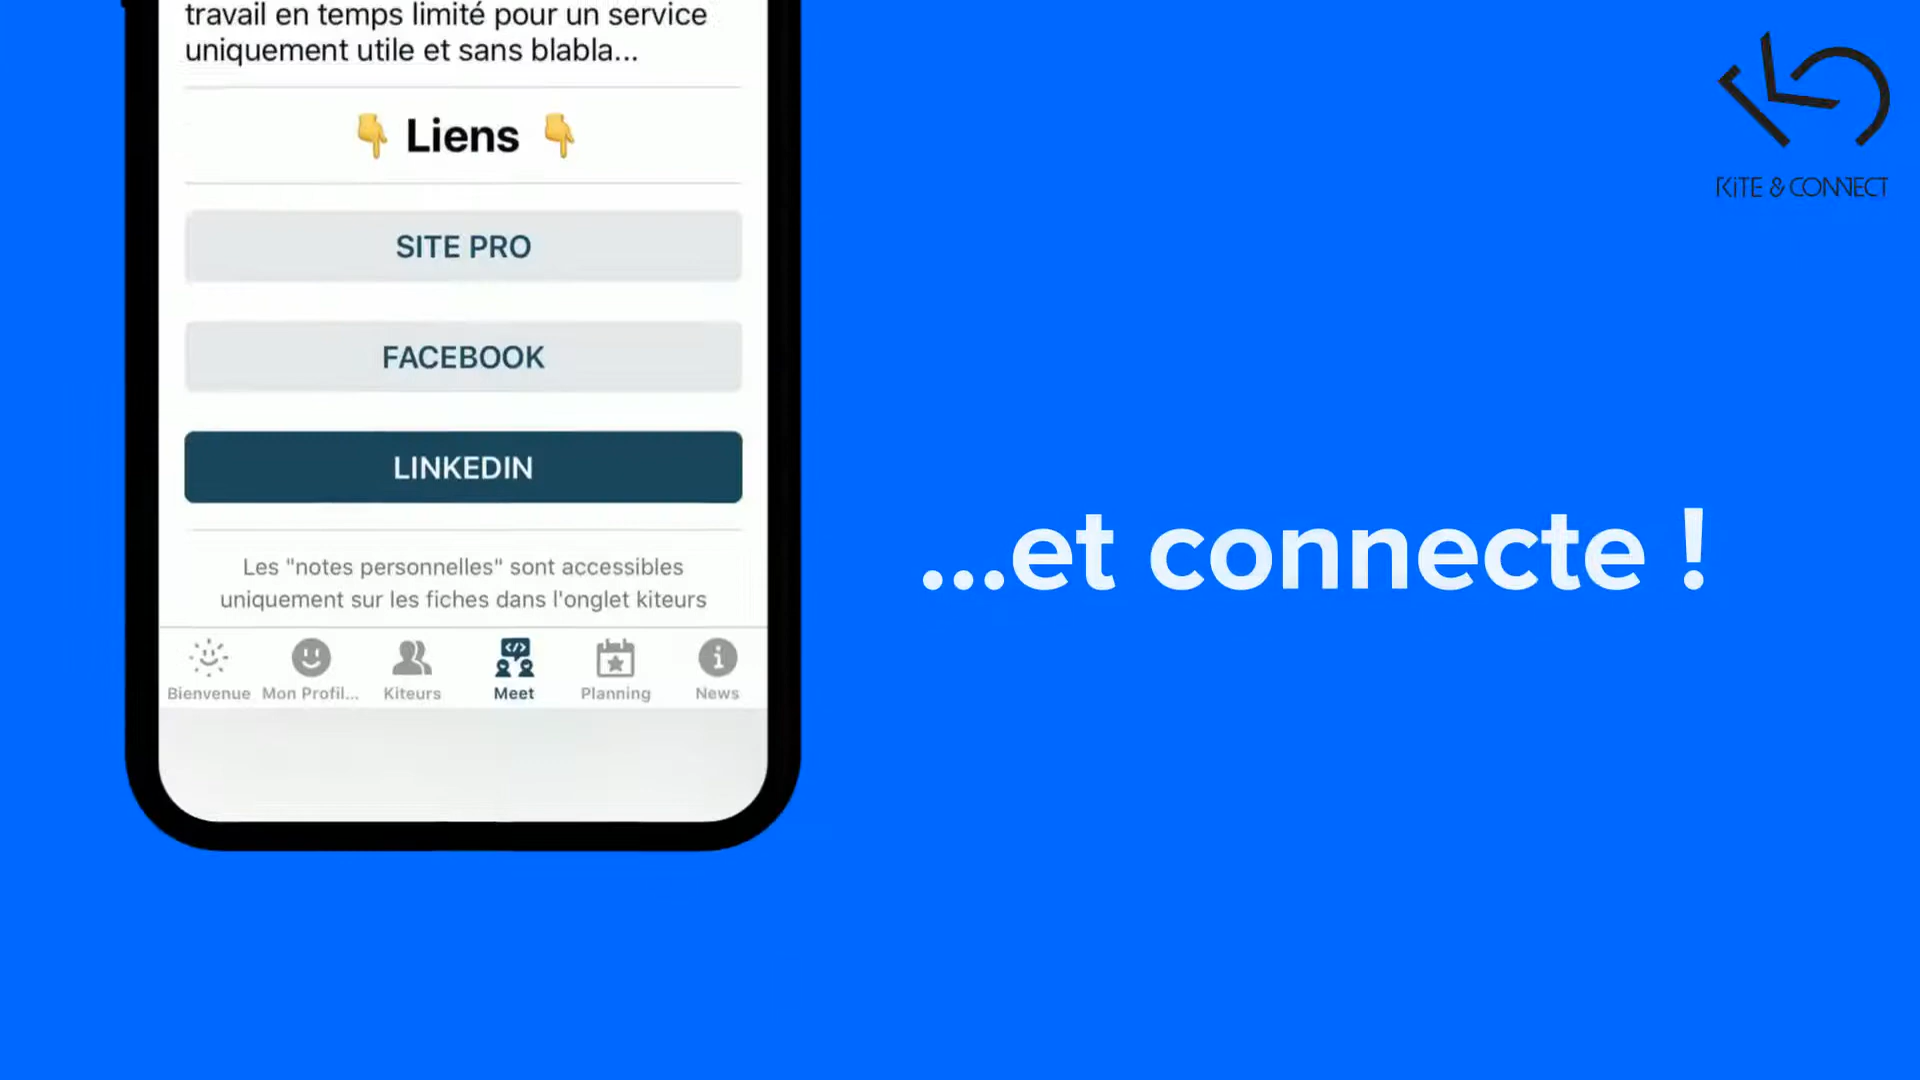 travail en temps limité pour un service
uniquement utile et sans blabla...
👇 Liens 👇
SITE PRO
FACEBOOK
LINKEDIN
Les "notes personnelles" sont accessibles
uniquement sur les fiches dans l'onglet kiteurs
Bienvenue Mon Profil... Kiteurs Meet Planning News
...et connecte !
KiTE & CONNECT